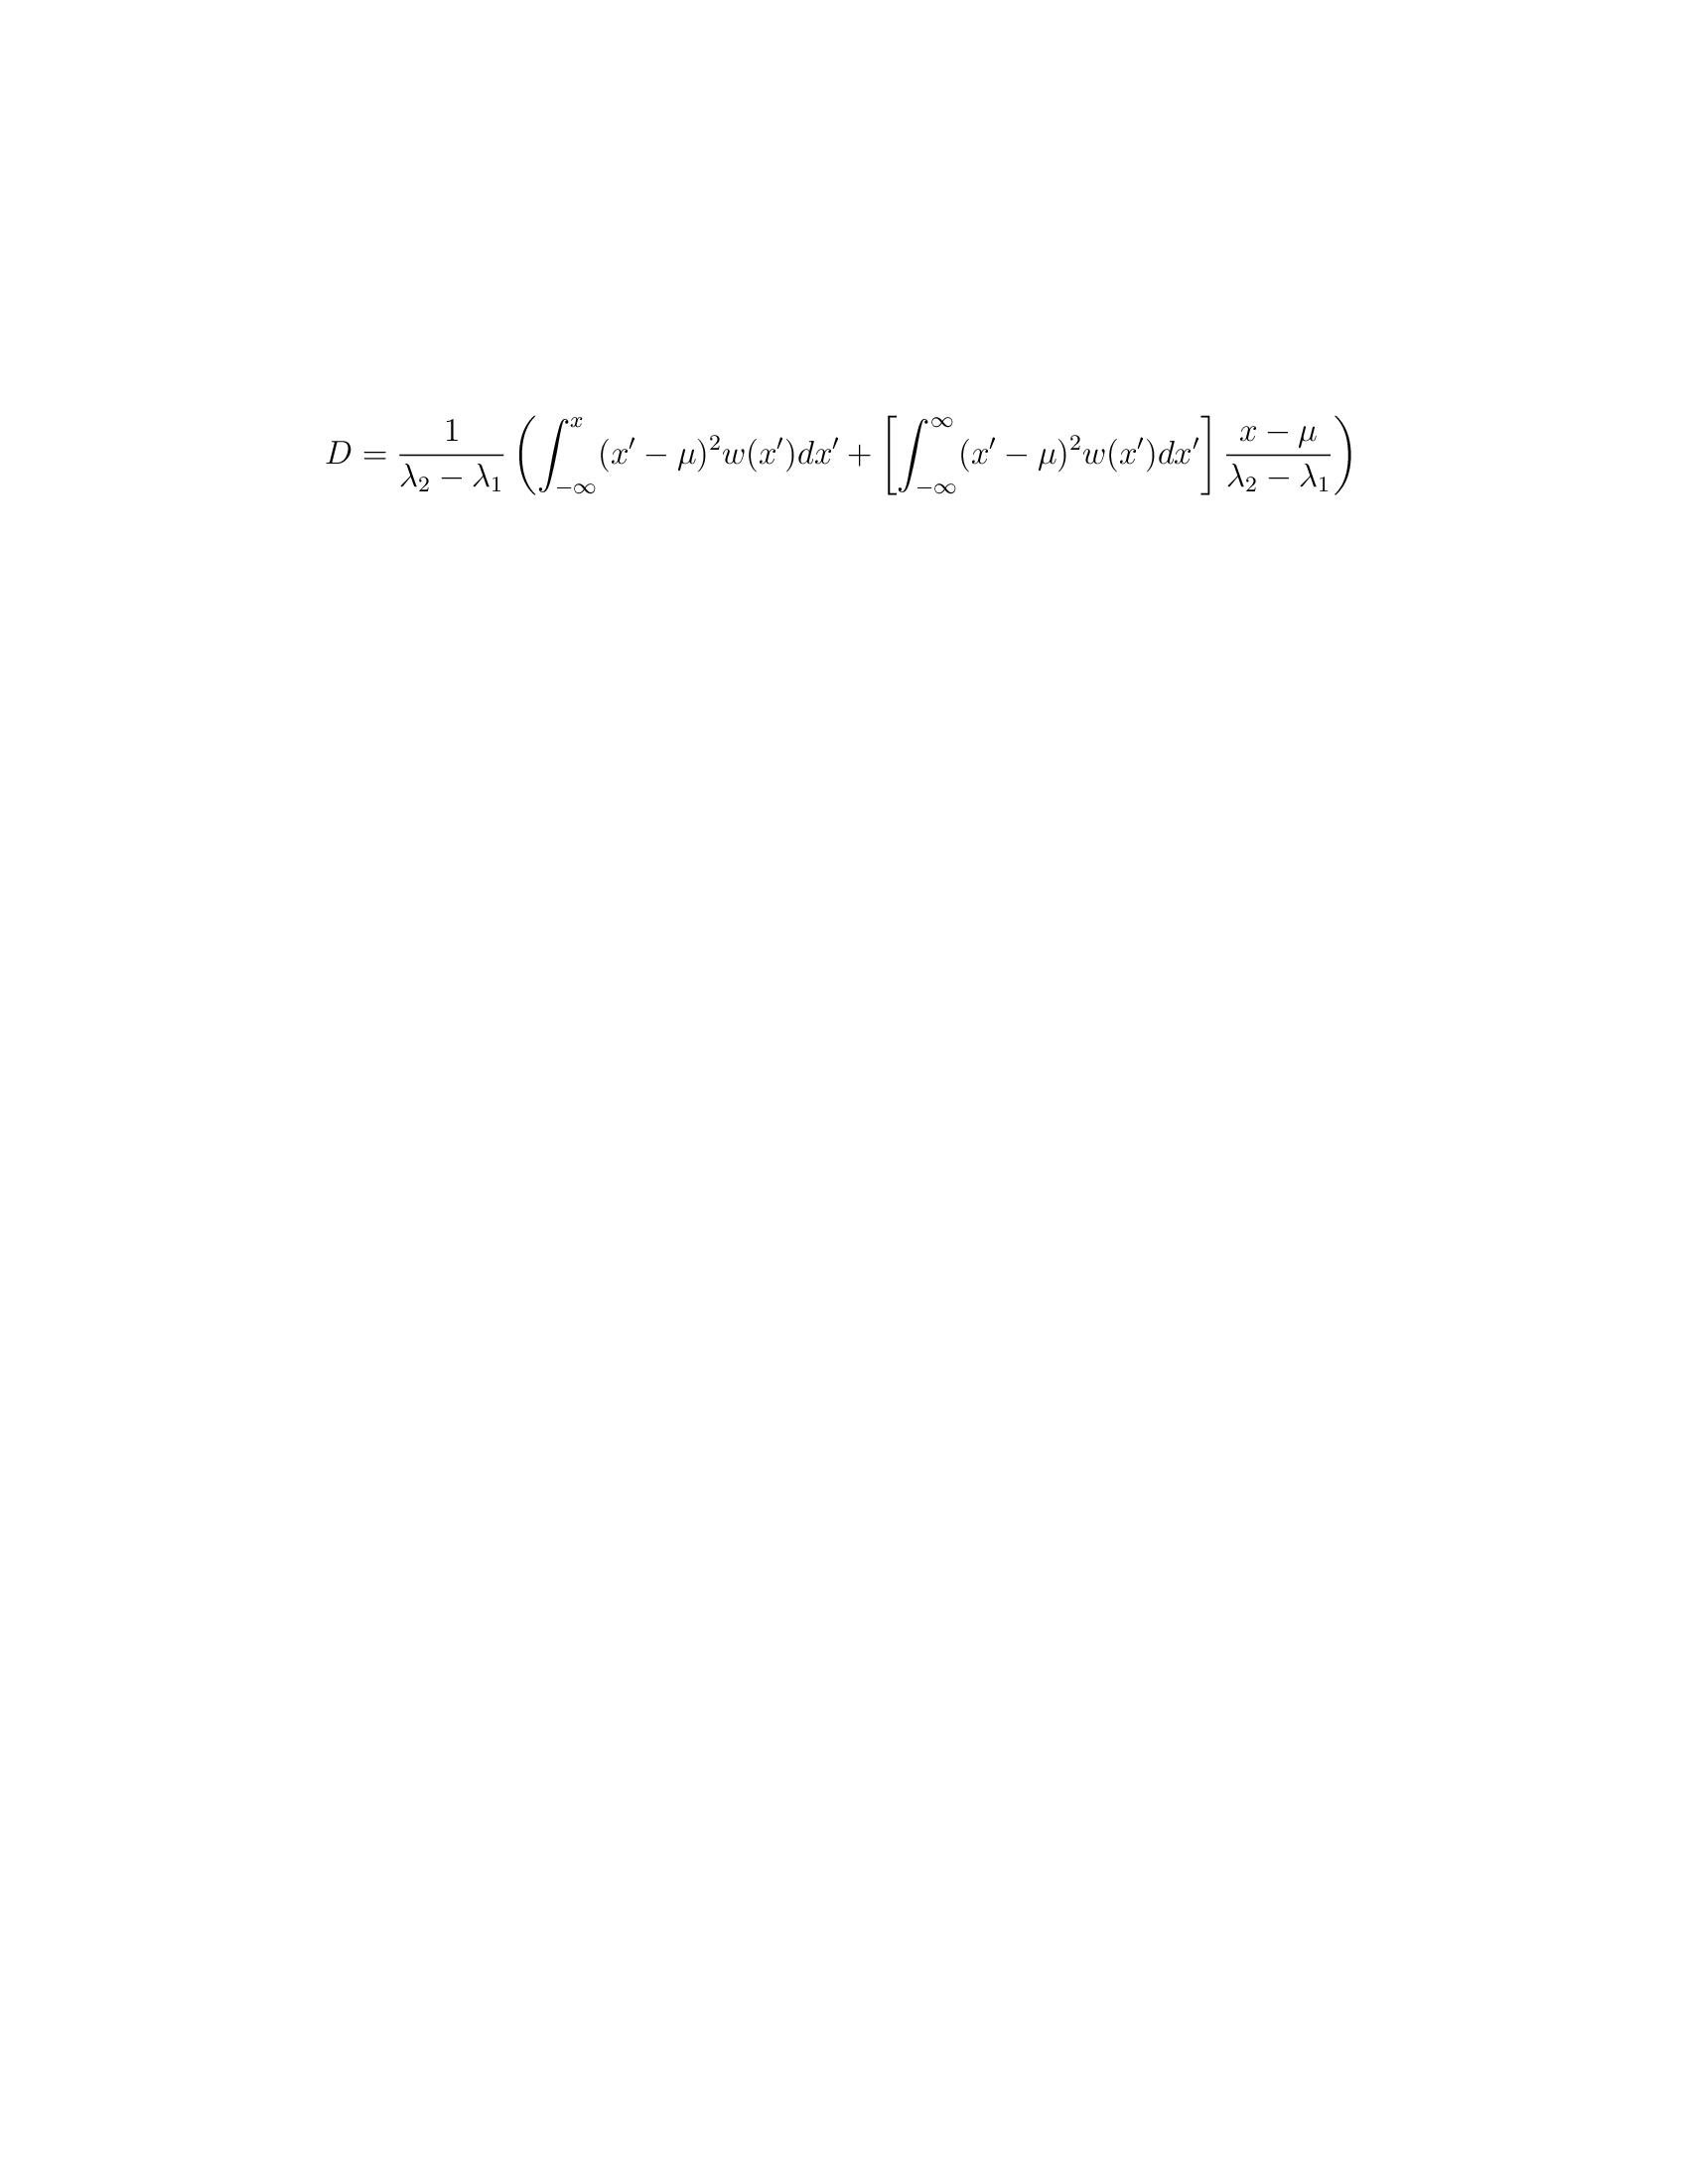 $$D = \frac{1}{\lambda_2 - \lambda_1} \left( \int_{-\infty}^{x} (x' - \mu)^2 w(x') dx' + \left[ \int_{-\infty}^{\infty} (x' - \mu)^2 w(x') dx' \right] \frac{x - \mu}{\lambda_2 - \lambda_1} \right)$$